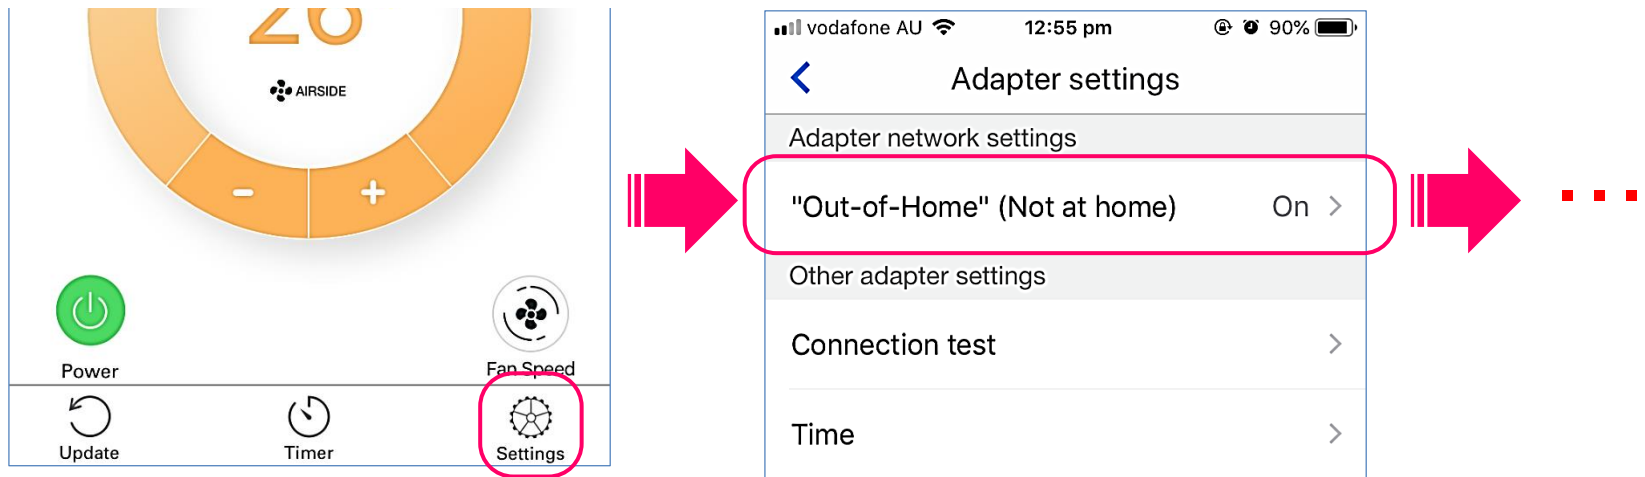 26
AIRSIDE
-
+
Power
Fan Speed
Update
Timer
Settings
vodafone AU
12:55 pm
90%
Adapter settings
Adapter network settings
"Out-of-Home" (Not at home)
On
Other adapter settings
Connection test
Time